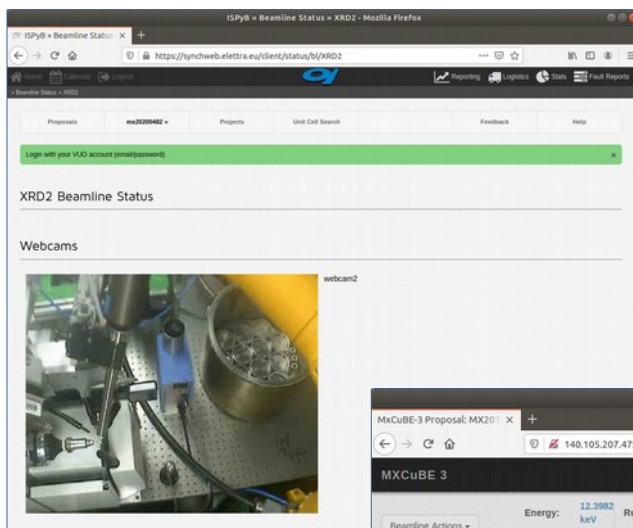 ISPyB » Beamline Status » XRD2 - Mozilla Firefox
ISPyB » Beamline Status
https://synchweb.elettra.eu/client/status/bl/XRD2
Home Calendar Logout Reporting Logistics Stats Fault Reports
» Beamline Status » XRD2
Proposals mx20200482 Projects Unit Cell Search Feedback Help
Login with your VUO account (email/password)
XRD2 Beamline Status
Webcams
webcam2
MxCuBE-3 Proposal: MX201
140.105.207.47:
MXCuBE 3
Beamline Actions
Energy: 12.3982 keV